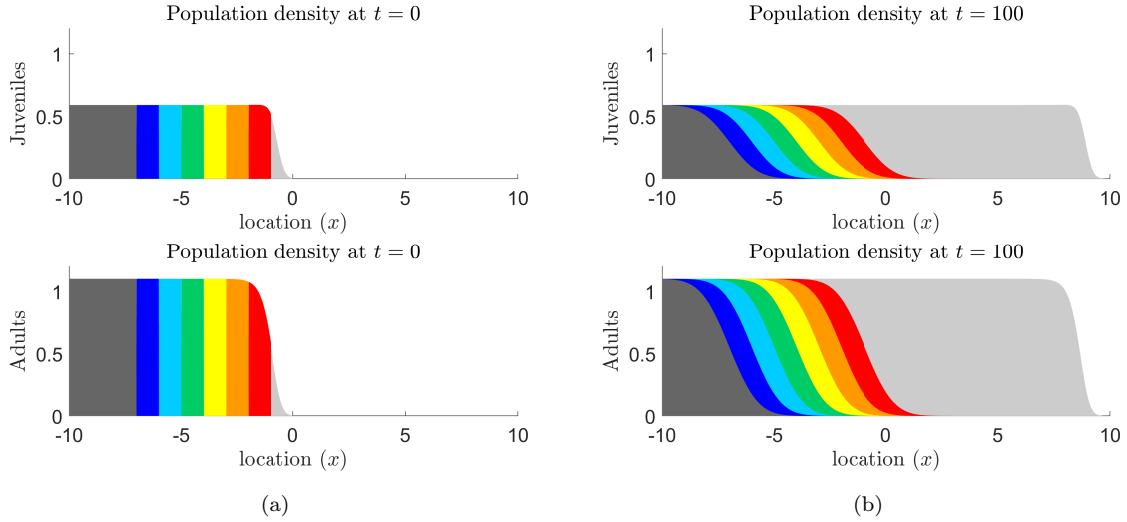 Population density at t = 0
Juveniles
1
0.5
0
-10 -5 0 5 10
location (x)
Population density at t = 100
Juveniles
1
0.5
0
-10 -5 0 5 10
location (x)
Population density at t = 0
Adults
1
0.5
0
-10 -5 0 5 10
location (x)
Population density at t = 100
Adults
1
0.5
0
-10 -5 0 5 10
location (x)
(a)
(b)